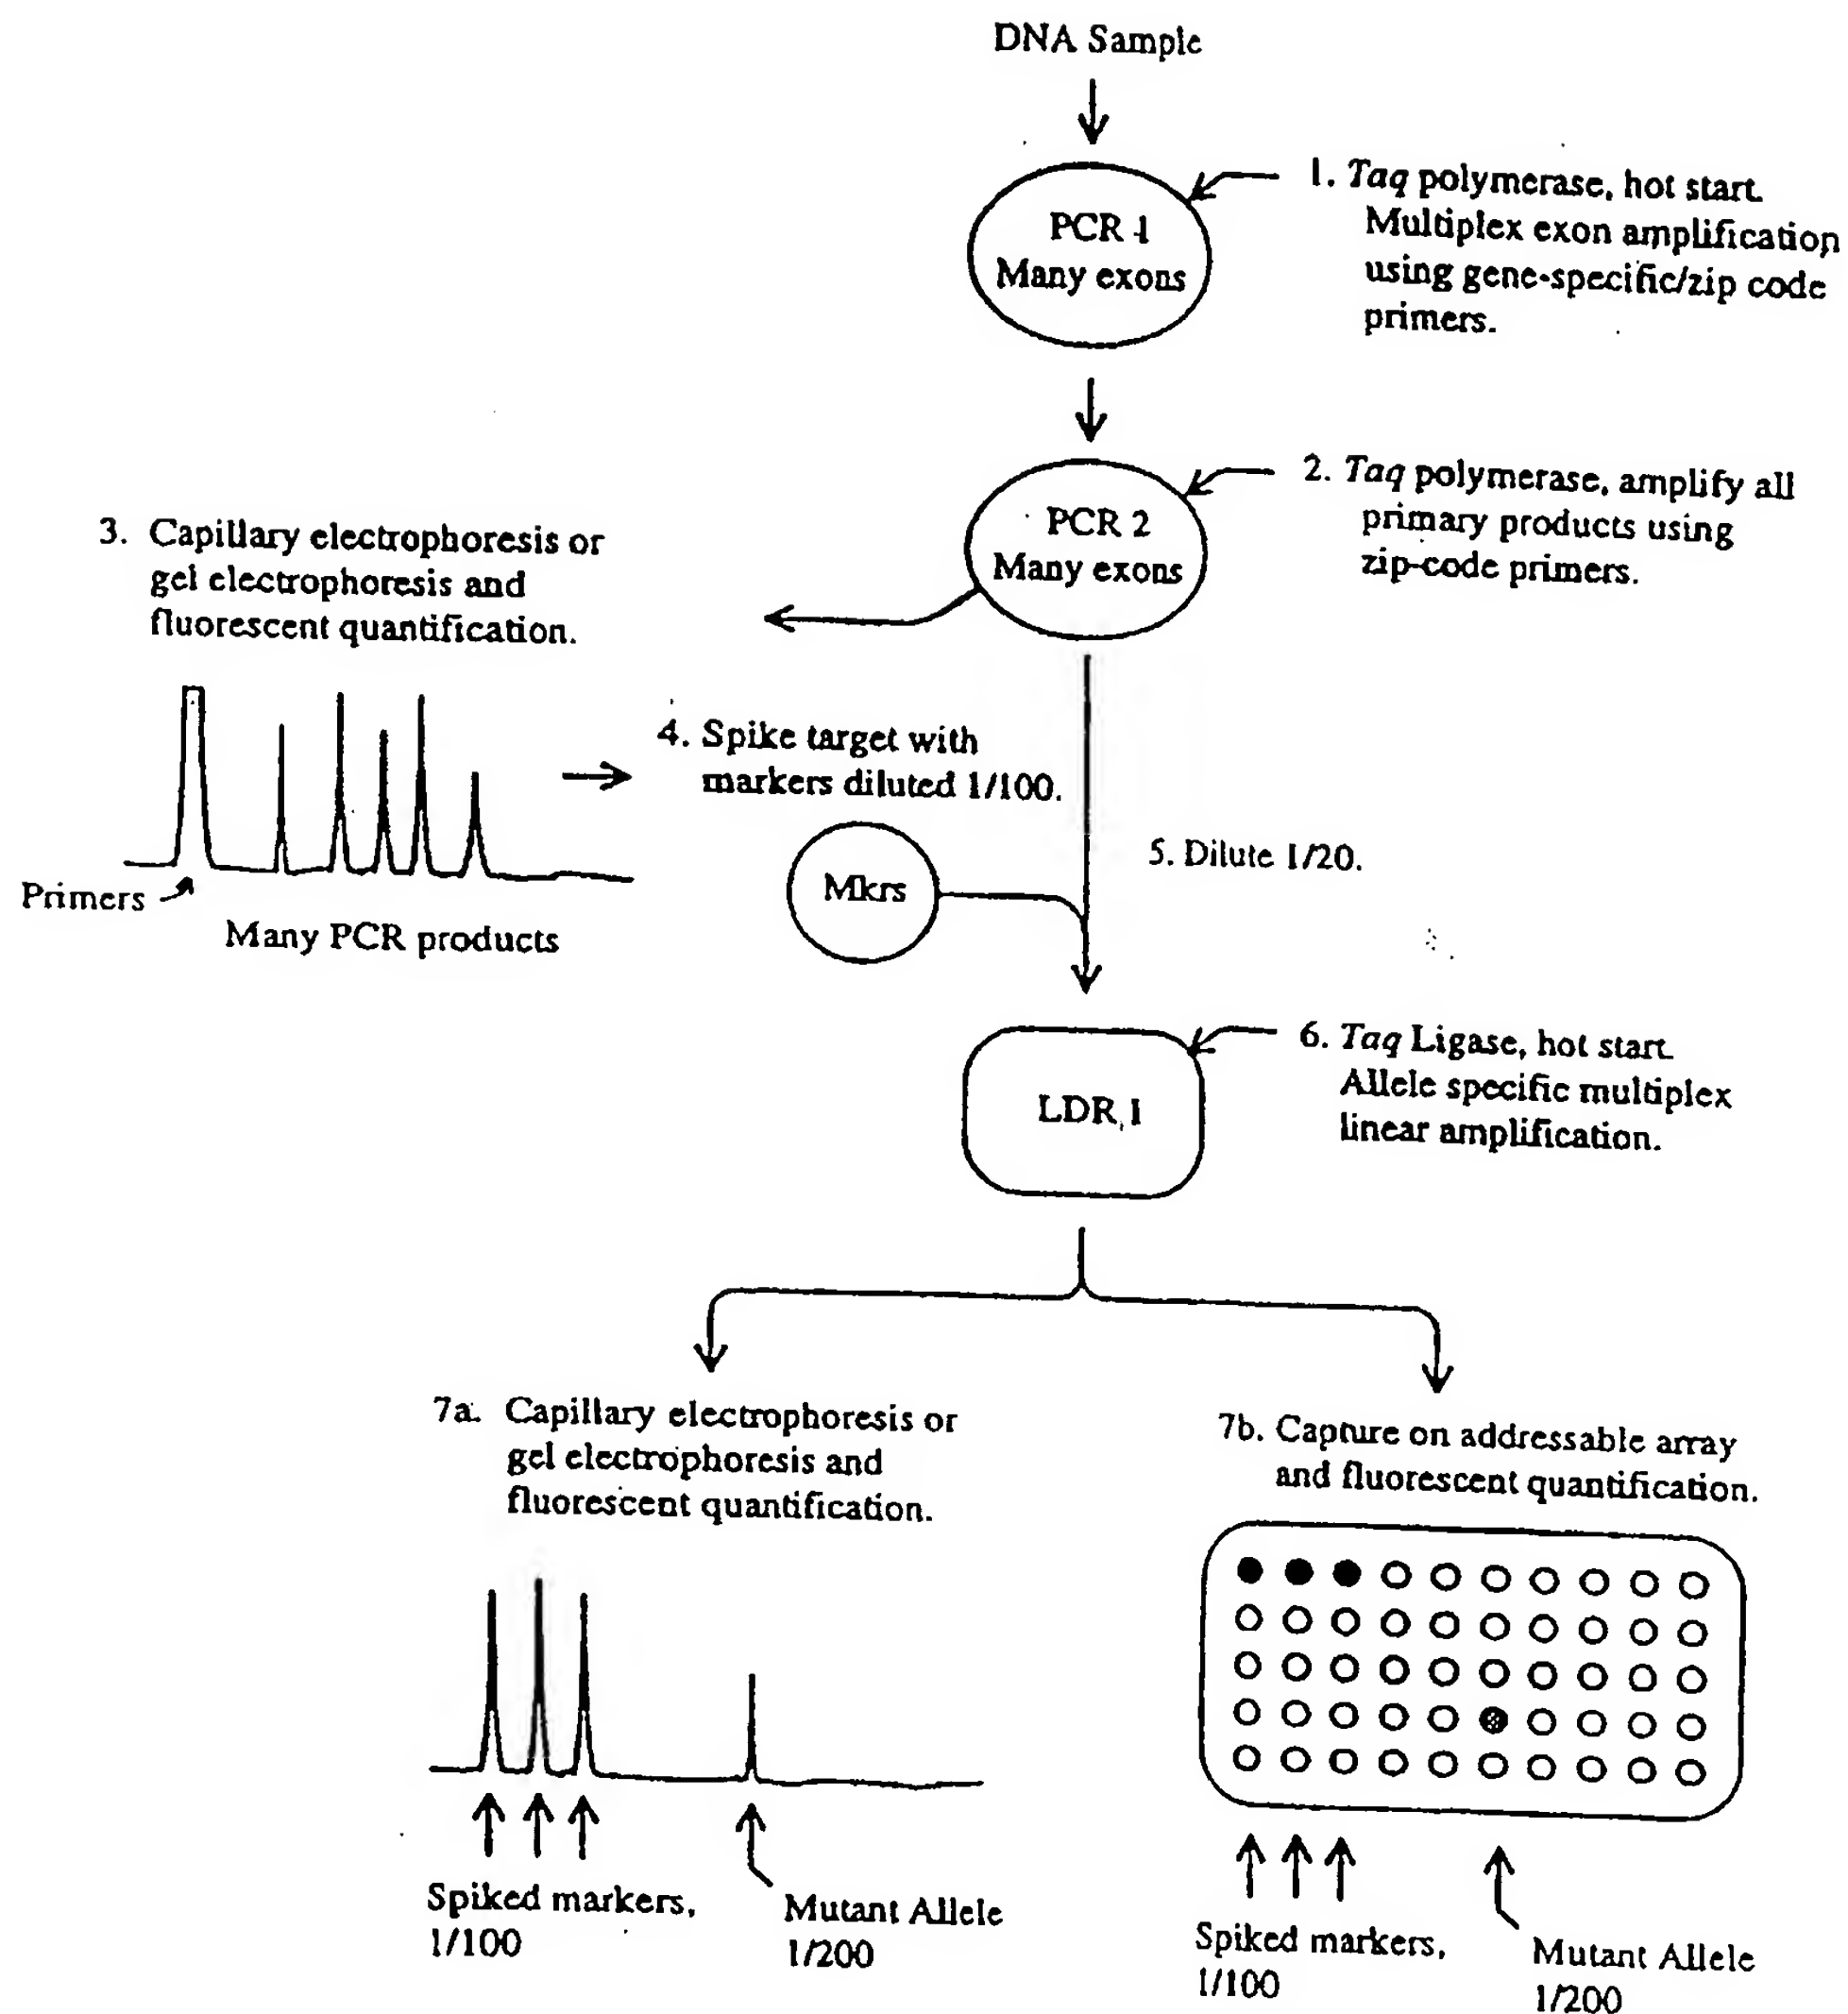 DNA Sample
PCR 1
Many exons
1. Taq polymerase, hot start.
Multiplex exon amplification
using gene-specific/zip code
primers.
PCR 2
Many exons
2. Taq polymerase, amplify all
primary products using
zip-code primers.
3. Capillary electrophoresis or
gel electrophoresis and
fluorescent quantification.
Primers
Many PCR products
4. Spike target with
markers diluted 1/100.
Mkrs
5. Dilute 1/20.
LDR 1
6. Taq Ligase, hot start.
Allele specific multiplex
linear amplification.
7a. Capillary electrophoresis or
gel electrophoresis and
fluorescent quantification.
Spiked markers,
1/100
Mutant Allele
1/200
7b. Capture on addressable array
and fluorescent quantification.
Spiked markers,
1/100
Mutant Allele
1/200